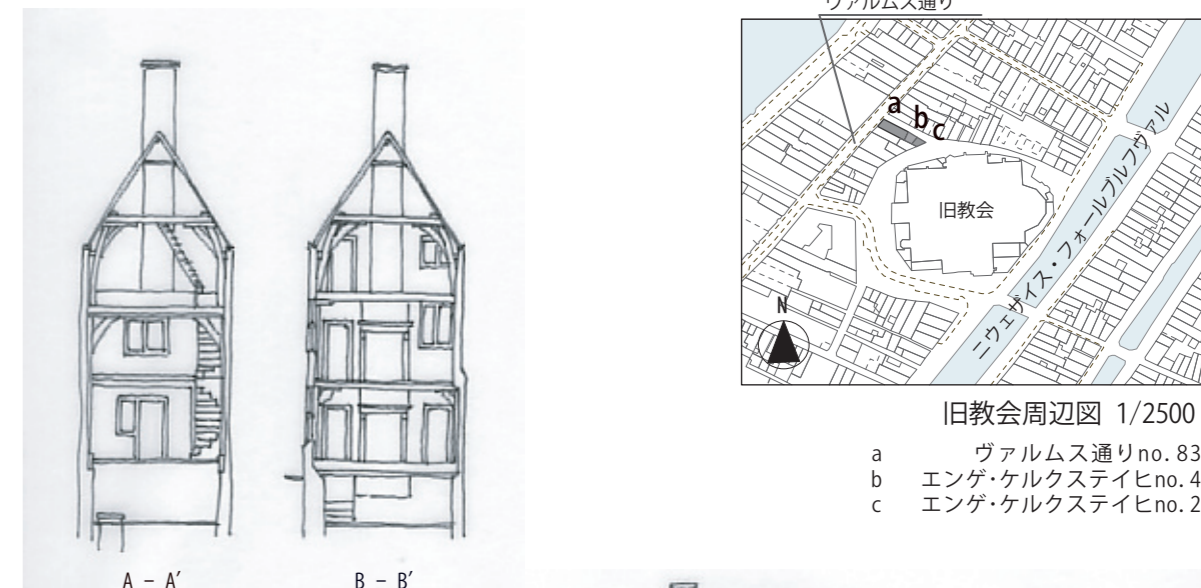 A – A′
B – B′
ヴァルムス通り
a
b
c
旧教会
ニウェザイス・フォールブルフヴァル
N
旧教会周辺図 1/2500
a ヴァルムス通りno.83
b エンゲ・ケルクステイヒno.4
c エンゲ・ケルクステイヒno.2